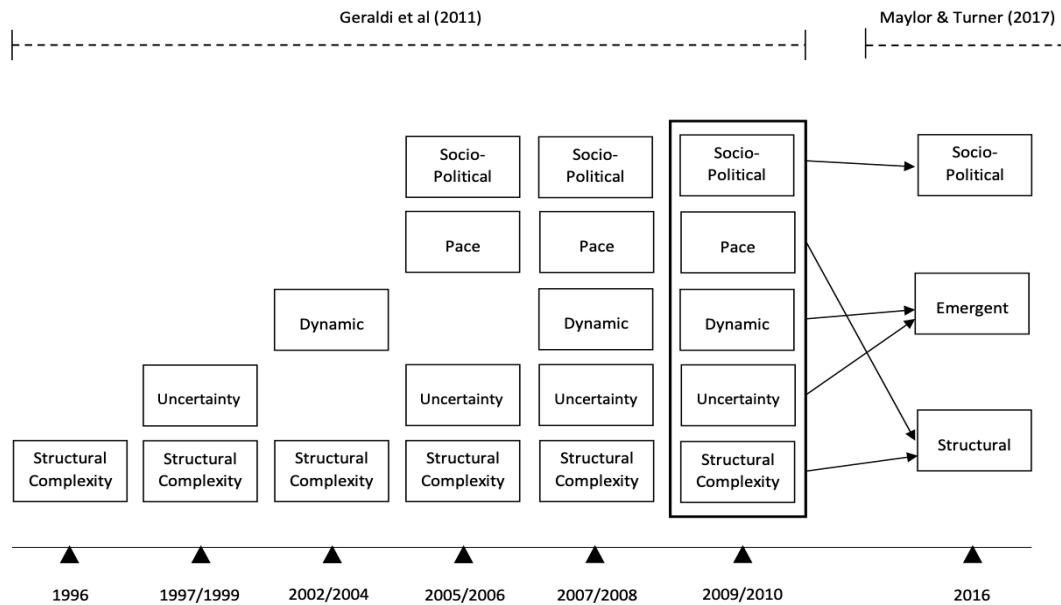 Geraldi et al (2011)
Maylor & Turner (2017)
Socio-
Political
Socio-
Political
Socio-
Political
Socio-
Political
Pace
Pace
Pace
Dynamic
Dynamic
Dynamic
Emergent
Uncertainty
Uncertainty
Uncertainty
Uncertainty
Structural
Complexity
Structural
Complexity
Structural
Complexity
Structural
Complexity
Structural
Complexity
Structural
Complexity
Structural
1996
1997/1999
2002/2004
2005/2006
2007/2008
2009/2010
2016